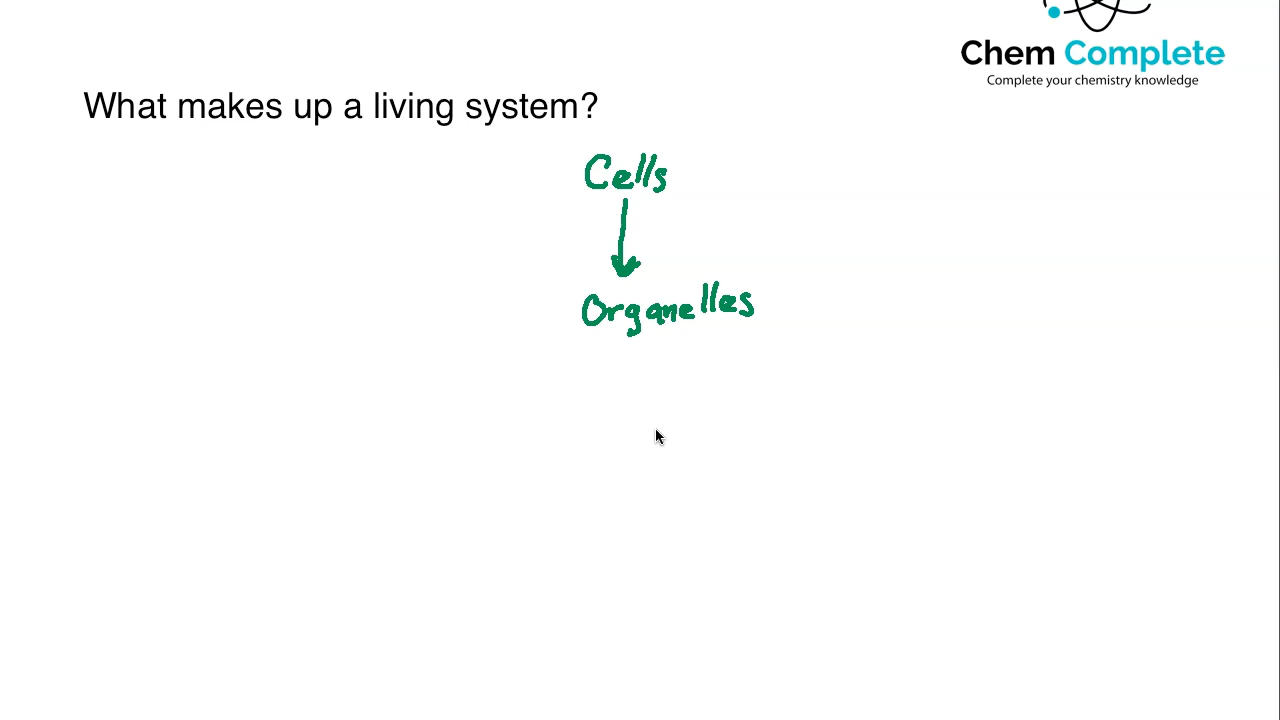 Chem Complete
Complete your chemistry knowledge
What makes up a living system?
Cells
Organelles